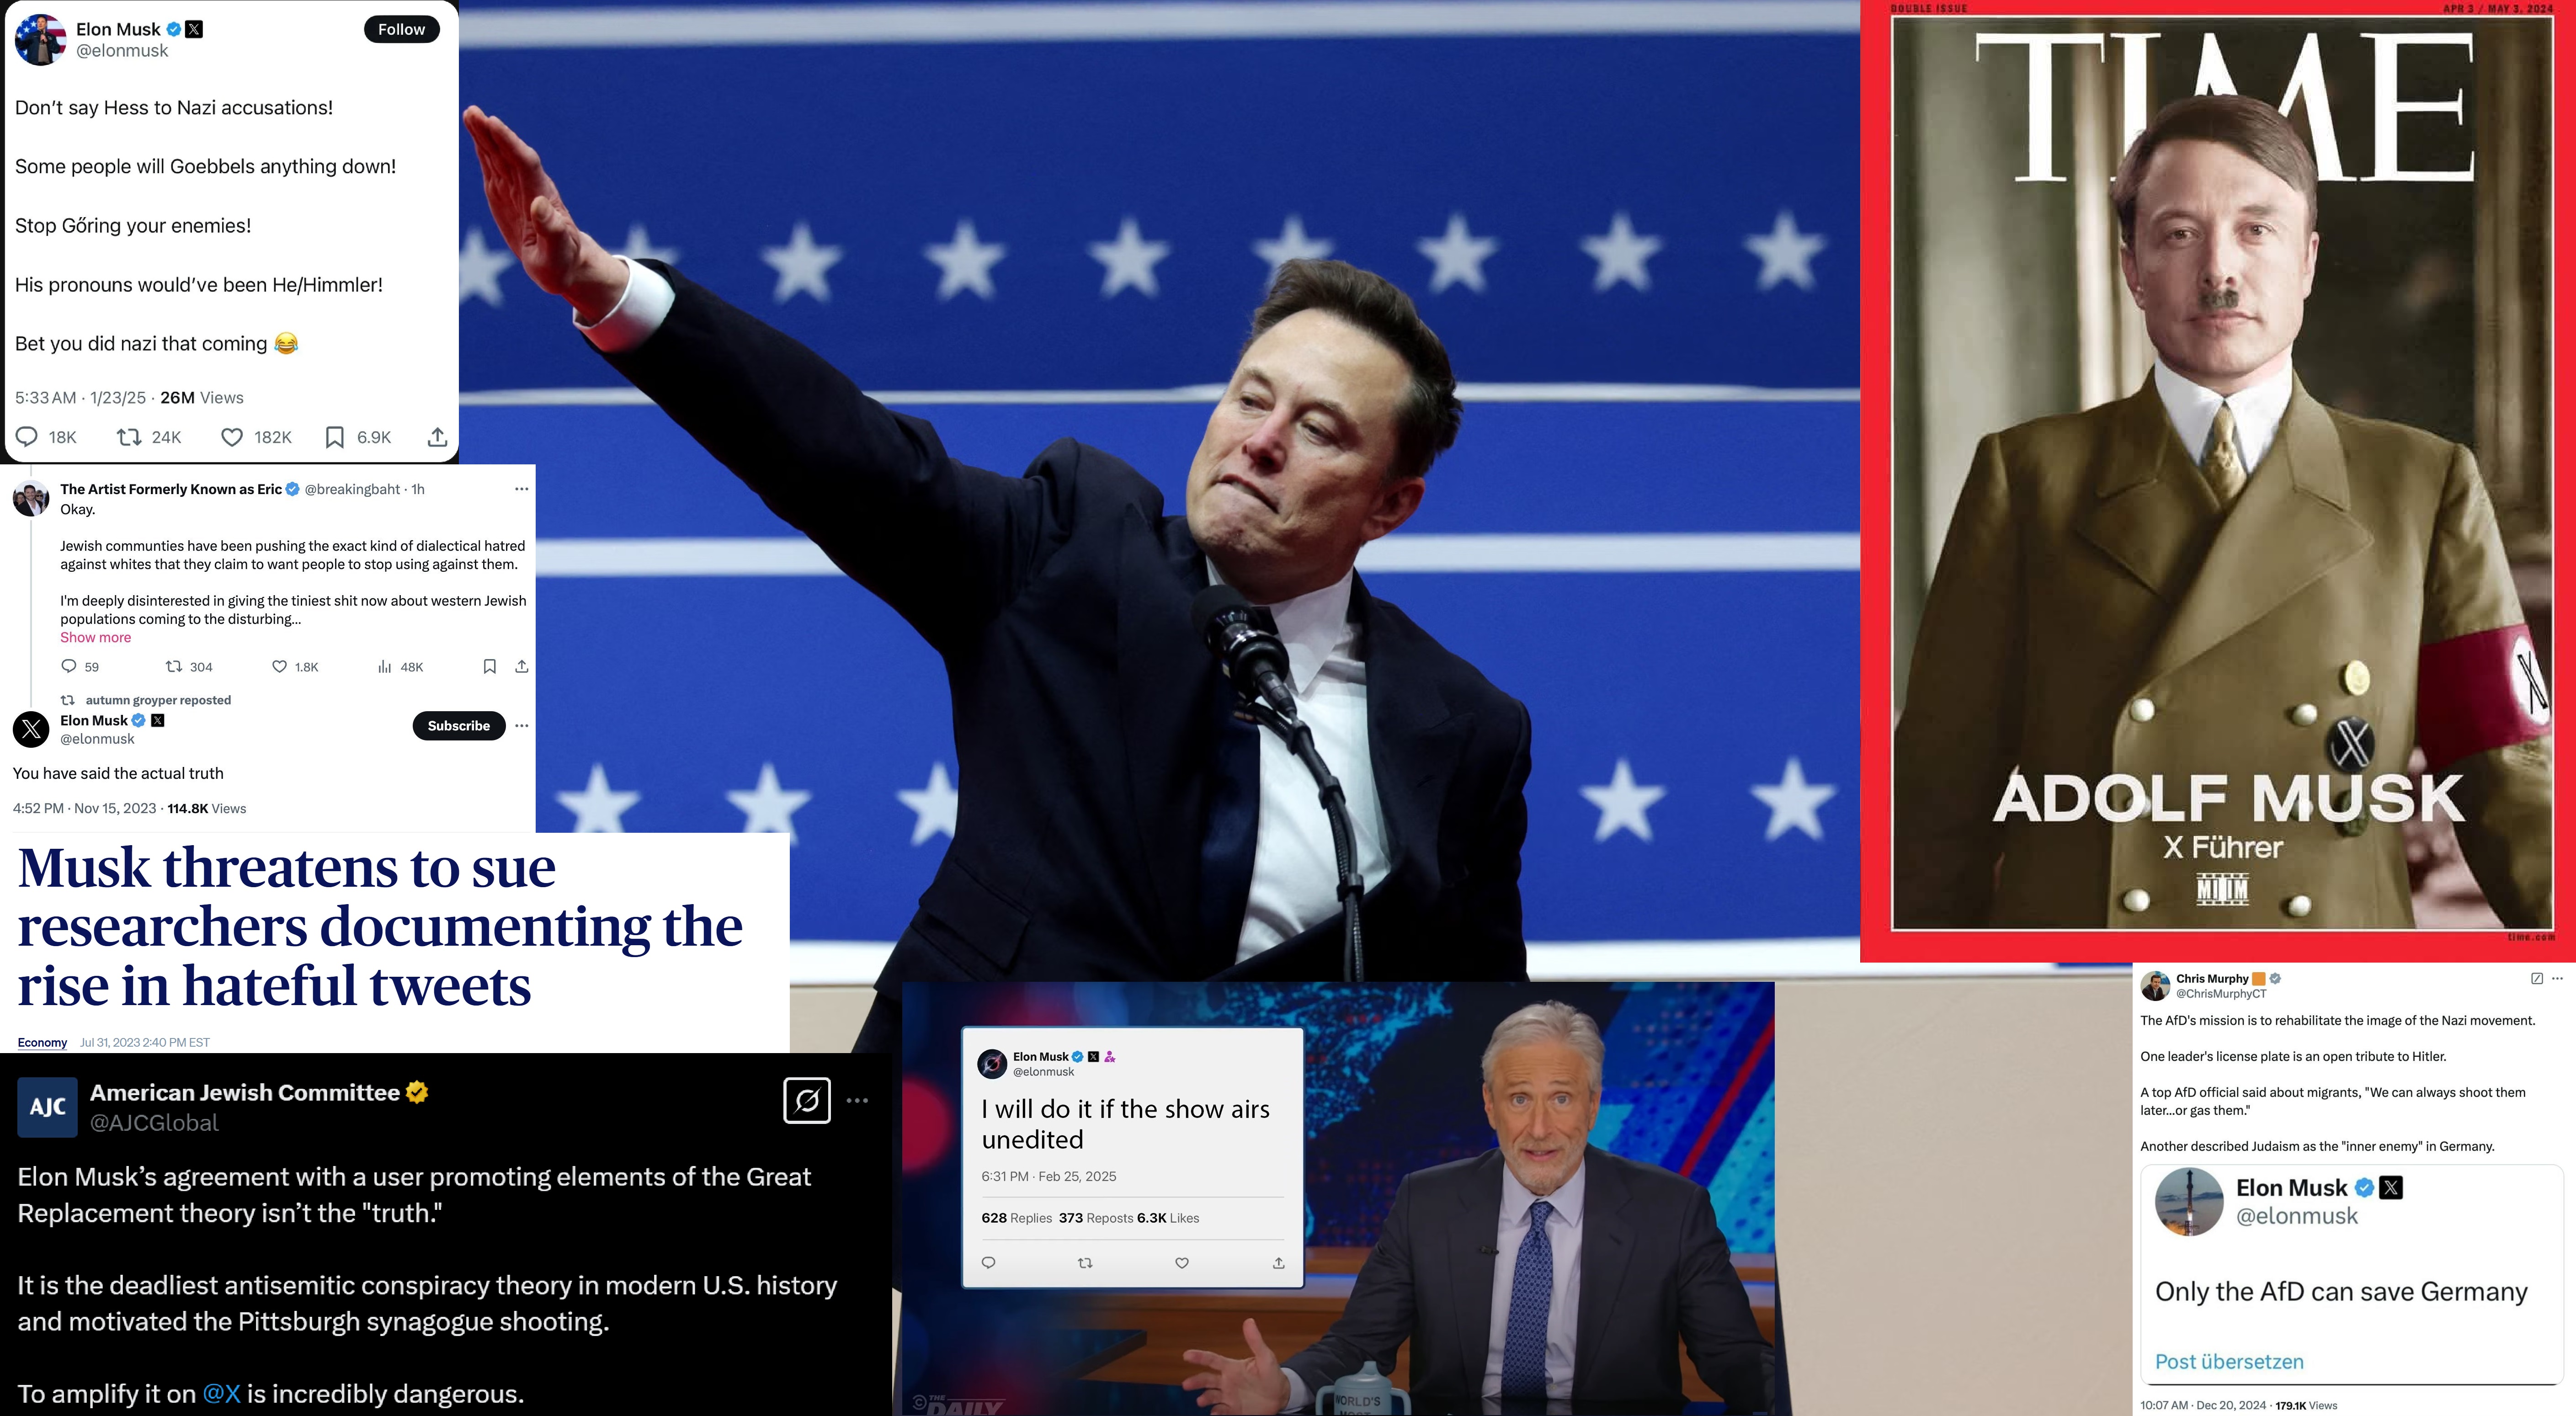 Elon Musk
@elonmusk
Follow
Don't say Hess to Nazi accusations!
Some people will Goebbels anything down!
Stop Gőring your enemies!
His pronouns would've been He/Himmler!
Bet you did nazi that coming 😂
5:33 AM · 1/23/25 · 26M Views
18K 24K 182K 6.9K
The Artist Formerly Known as Eric @breakingbaht · 1h
Okay.
Jewish communties have been pushing the exact kind of dialectical hatred
against whites that they claim to want people to stop using against them.
I'm deeply disinterested in giving the tiniest shit now about western Jewish
populations coming to the disturbing...
Show more
59 304 1.8K 48K
autumn groyper reposted
Elon Musk
@elonmusk
Subscribe
You have said the actual truth
4:52 PM · Nov 15, 2023 · 114.8K Views
Musk threatens to sue
researchers documenting the
rise in hateful tweets
Economy Jul 31, 2023 2:40 PM EST
AJC
American Jewish Committee
@AJCGlobal
Elon Musk's agreement with a user promoting elements of the Great
Replacement theory isn't the "truth."
It is the deadliest antisemitic conspiracy theory in modern U.S. history
and motivated the Pittsburgh synagogue shooting.
To amplify it on @X is incredibly dangerous.
Elon Musk
@elonmusk
I will do it if the show airs
unedited
6:31 PM · Feb 25, 2025
628 Replies 373 Reposts 6.3K Likes
THE
DAILY
WORLD'S
DOUBLE ISSUE
APR 3 / MAY 3, 2024
TIME
ADOLF MUSK
X Führer
time.com
Chris Murphy
@ChrisMurphyCT
The AfD's mission is to rehabilitate the image of the Nazi movement.
One leader's license plate is an open tribute to Hitler.
A top AfD official said about migrants, "We can always shoot them
later...or gas them."
Another described Judaism as the "inner enemy" in Germany.
Elon Musk
@elonmusk
Only the AfD can save Germany
Post übersetzen
10:07 AM · Dec 20, 2024 · 179.1K Views